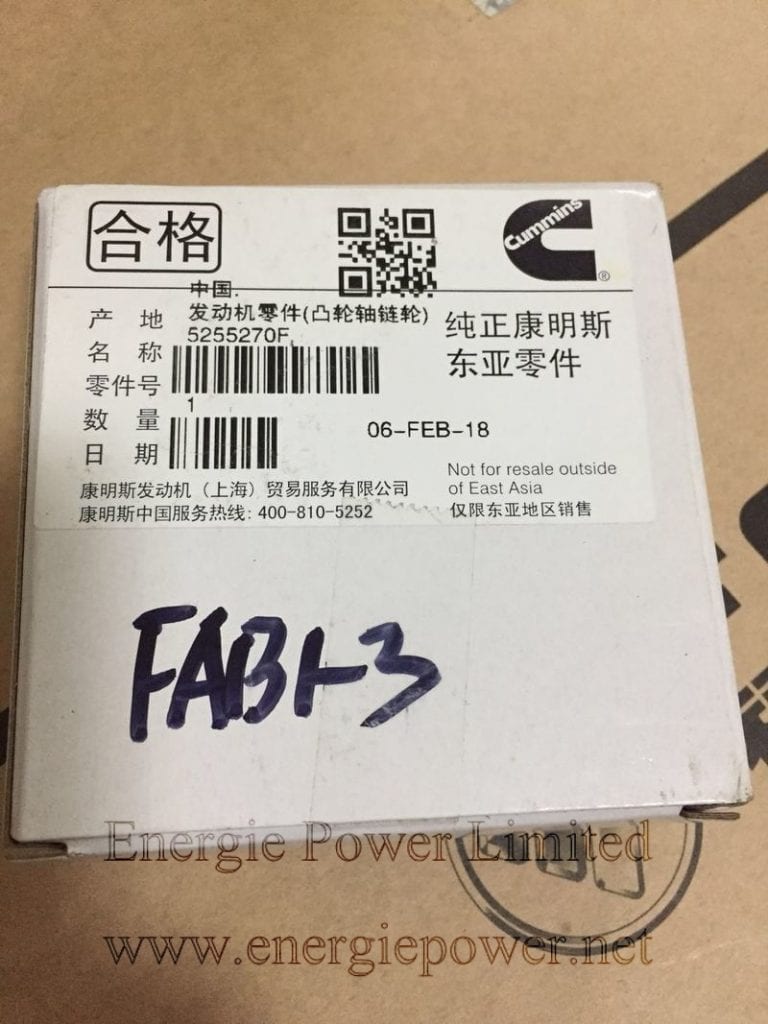 合格
Cummins
®
中国.
产 地
发动机零件(凸轮轴链轮)
名 称
5255270F
零件号
1
数 量
日 期
06-FEB-18
纯正康明斯
东亚零件
Not for resale outside
of East Asia
仅限东亚地区销售
康明斯发动机（上海）贸易服务有限公司
康明斯中国服务热线: 400-810-5252
FAB1-3
Energie Power Limited
www.energiepower.net